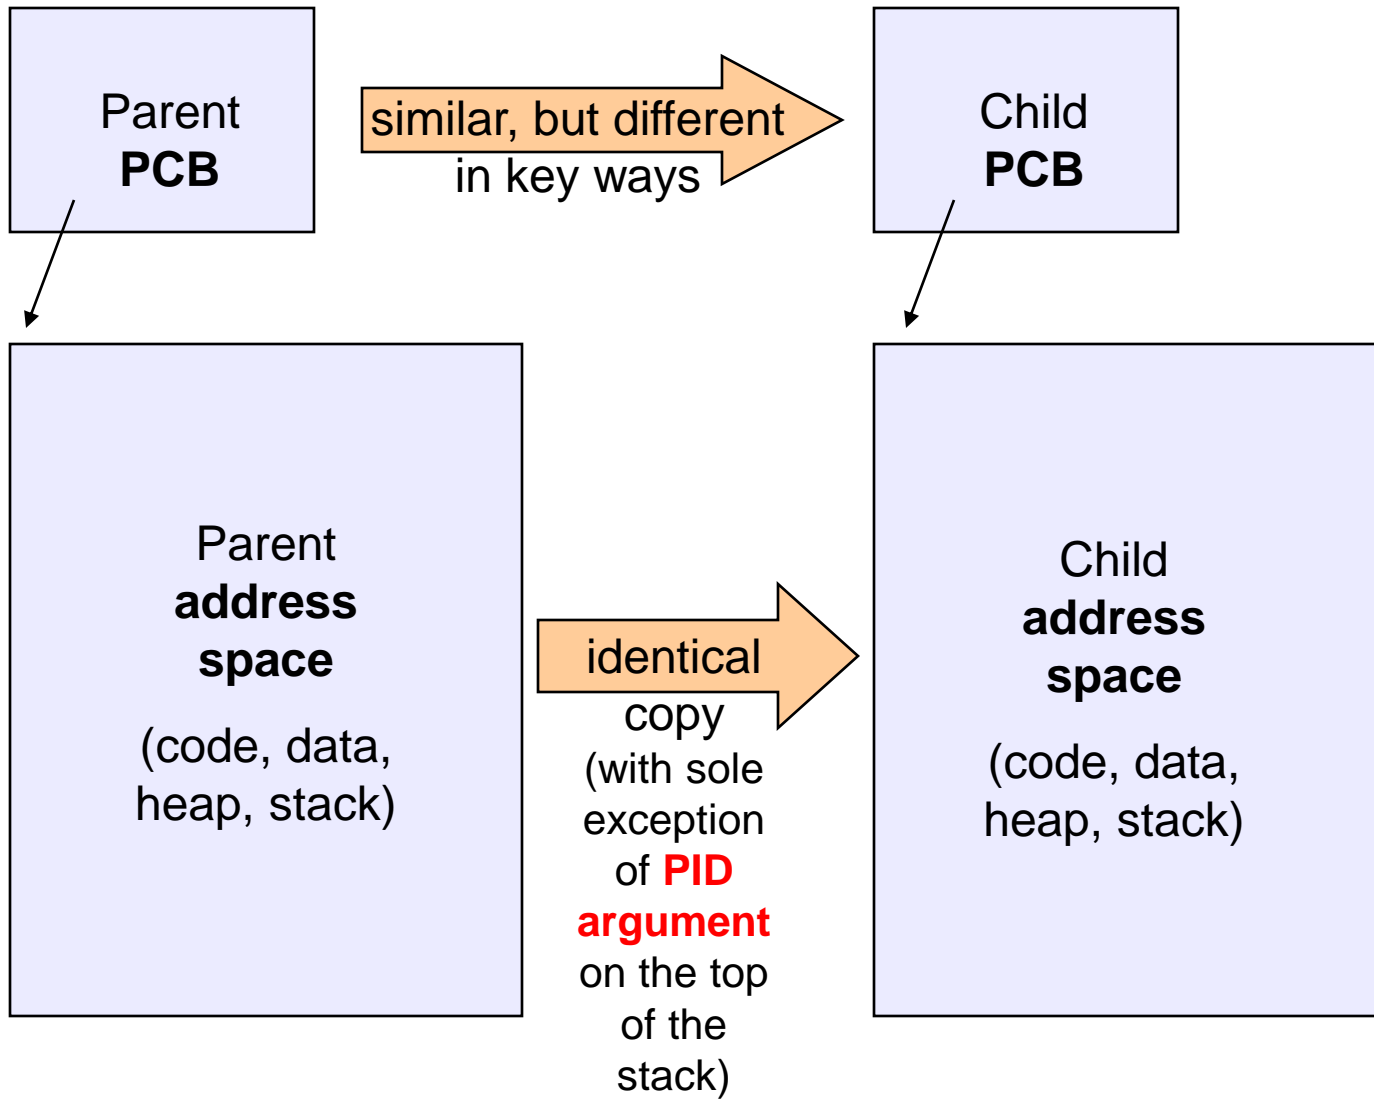 Parent
PCB
similar, but different
in key ways
Child
PCB
Parent
address
space
(code, data,
heap, stack)
identical
copy
(with sole
exception
of PID
argument
on the top
of the
stack)
Child
address
space
(code, data,
heap, stack)